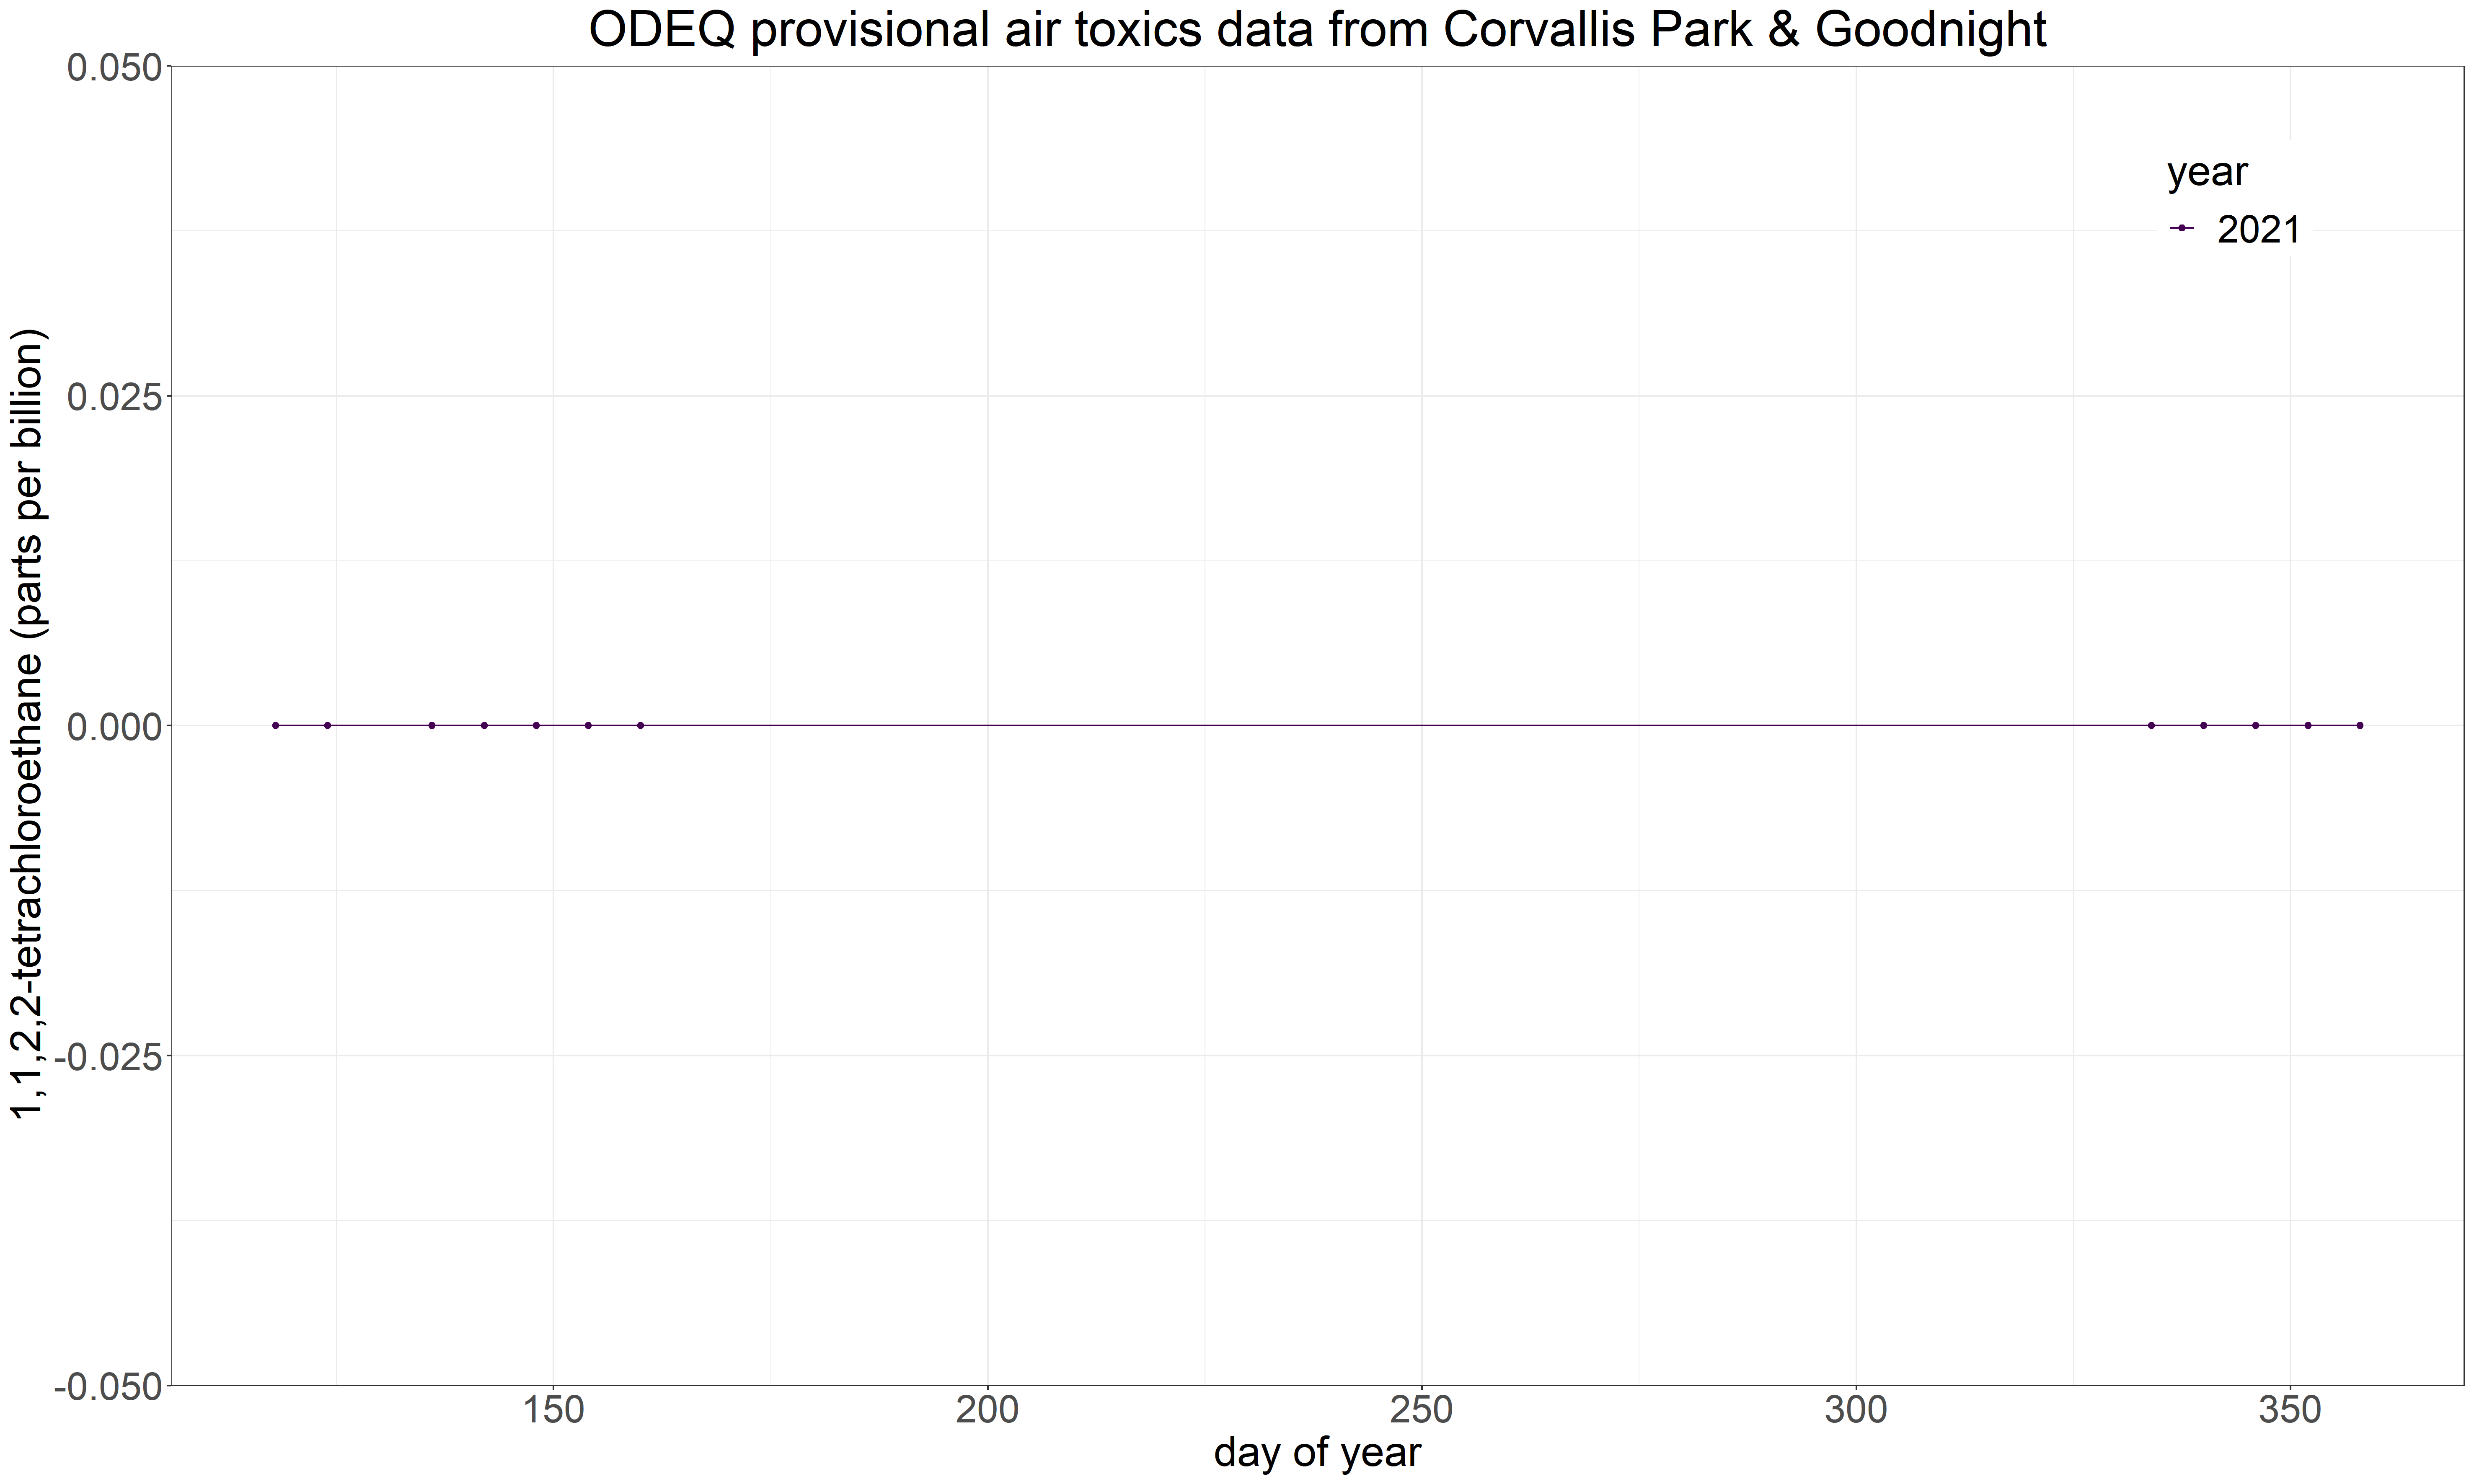 ODEQ provisional air toxics data from Corvallis Park & Goodnight
1,1,2,2-tetrachloroethane (parts per billion)
0.050
0.025
0.000
-0.025
-0.050
year
2021
150 200 250 300 350
day of year